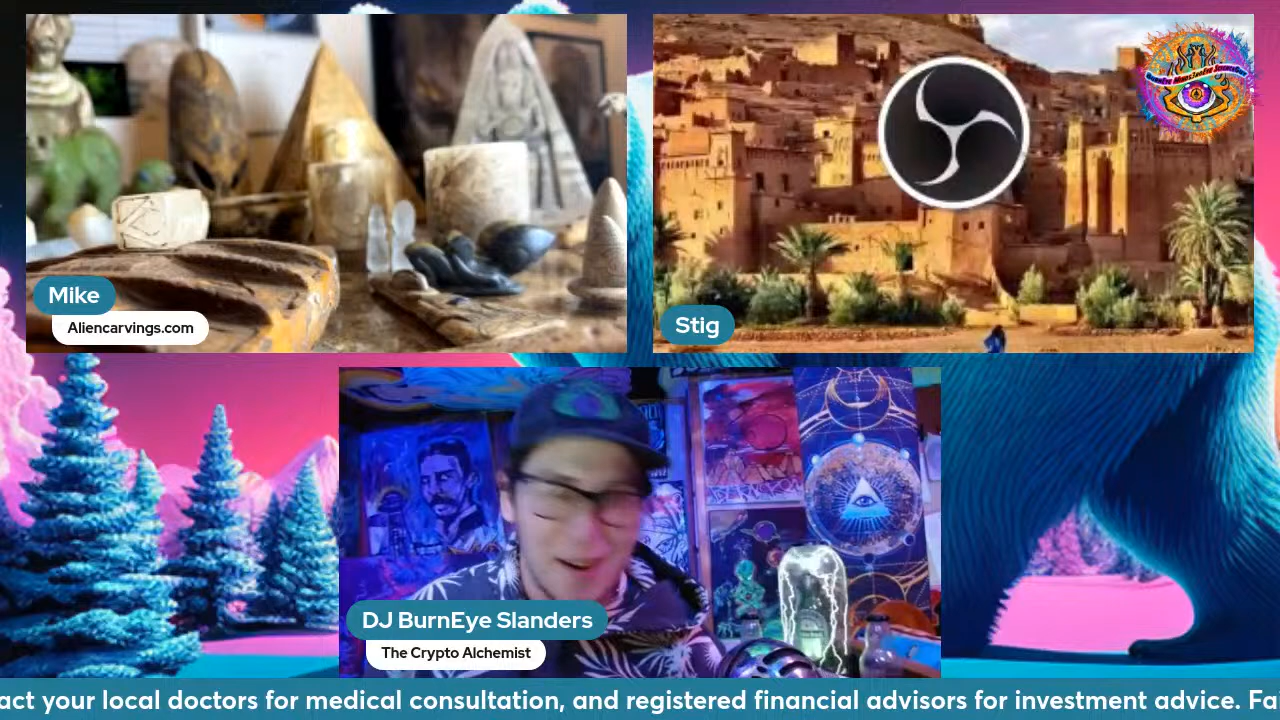 Mike
Aliencarvings.com
Stig
DJ BurnEye Slanders
The Crypto Alchemist
act your local doctors for medical consultation, and registered financial advisors for investment advice. Fa